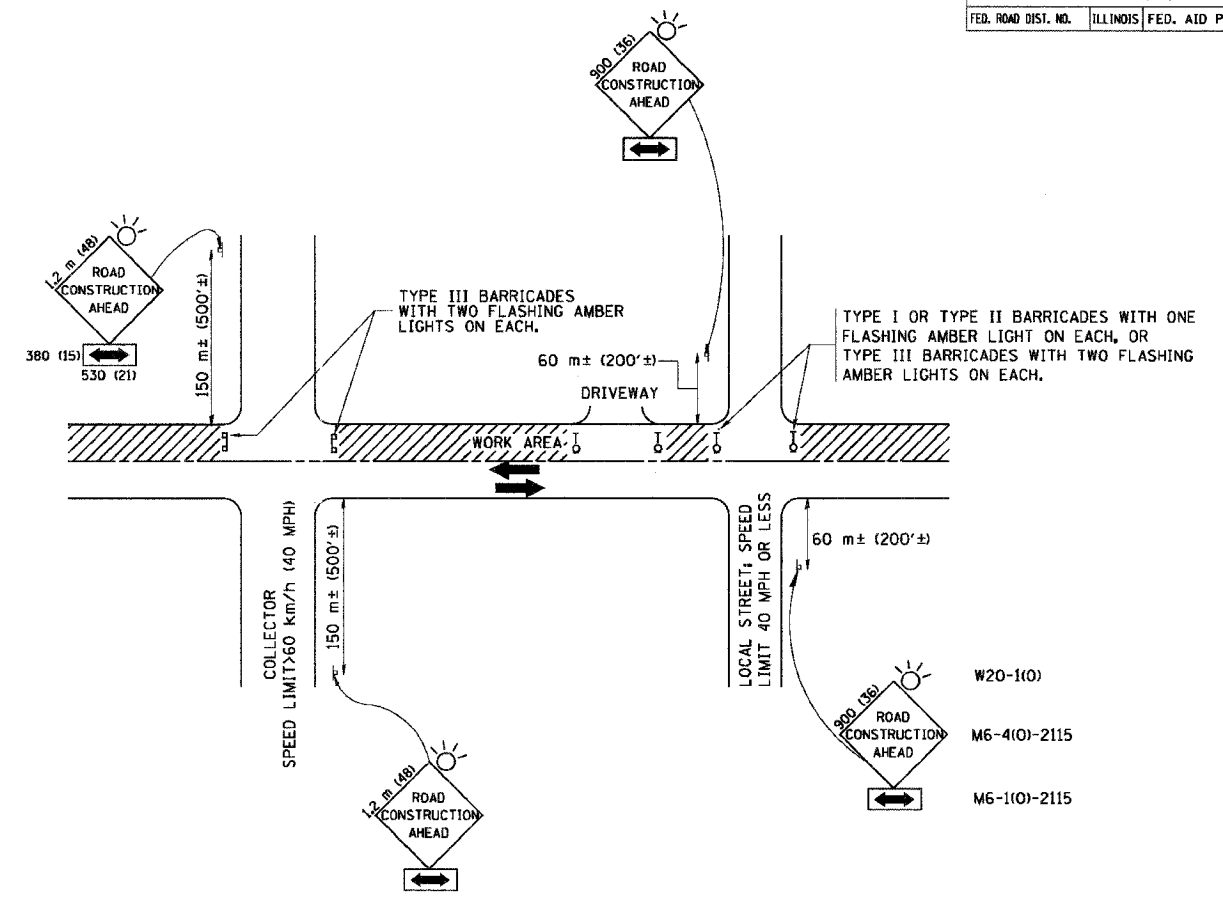 FED. ROAD DIST. NO. ILLINOIS FED. AID P
900 (36)
ROAD
CONSTRUCTION
AHEAD
1.2 m (48)
ROAD
CONSTRUCTION
AHEAD
380 (15)
530 (21)
150 m± (500'±)
TYPE III BARRICADES
WITH TWO FLASHING AMBER
LIGHTS ON EACH.
60 m± (200'±)
DRIVEWAY
TYPE I OR TYPE II BARRICADES WITH ONE
FLASHING AMBER LIGHT ON EACH, OR
TYPE III BARRICADES WITH TWO FLASHING
AMBER LIGHTS ON EACH.
WORK AREA
COLLECTOR
SPEED LIMIT>60 km/h (40 MPH)
150 m± (500'±)
LOCAL STREET; SPEED
LIMIT 40 MPH OR LESS
60 m± (200'±)
900 (36)
ROAD
CONSTRUCTION
AHEAD
W20-1(O)
M6-4(O)-2115
M6-1(O)-2115
1.2 m (48)
ROAD
CONSTRUCTION
AHEAD